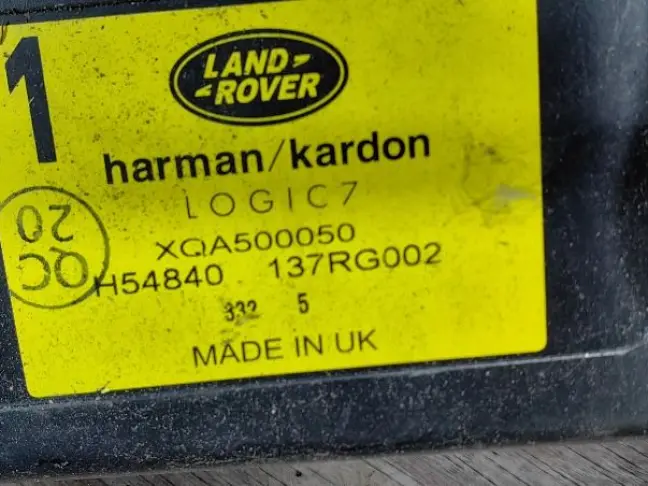 1
LAND
ROVER
harman/kardon
LOGIC7
XQA500050
H54840 137RG002
332 5
MADE IN UK
QC
20